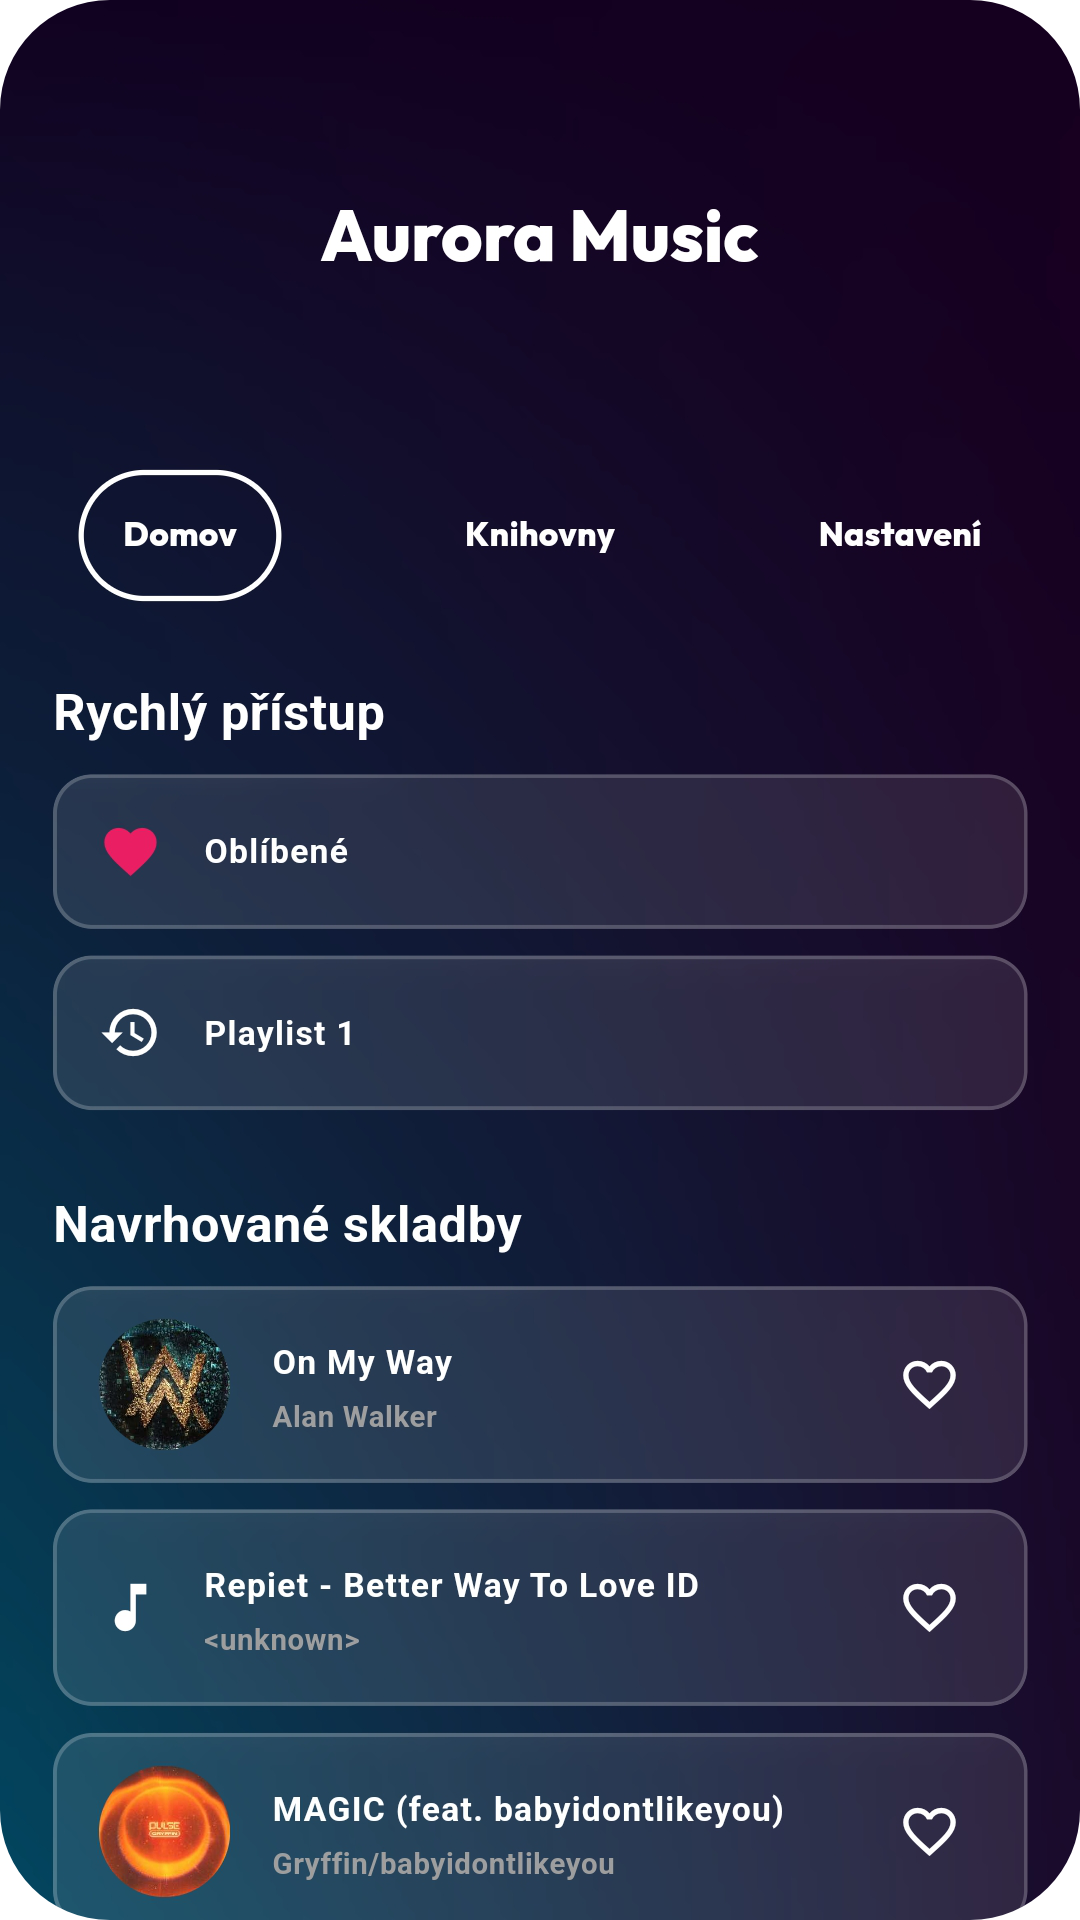 Aurora Music
Domov
Knihovny
Nastavení
Rychlý přístup
Oblíbené
Playlist 1
Navrhované skladby
On My Way
Alan Walker
Repiet - Better Way To Love ID
<unknown>
MAGIC (feat. babyidontlikeyou)
PULSE
GRYFFIN
Gryffin/babyidontlikeyou